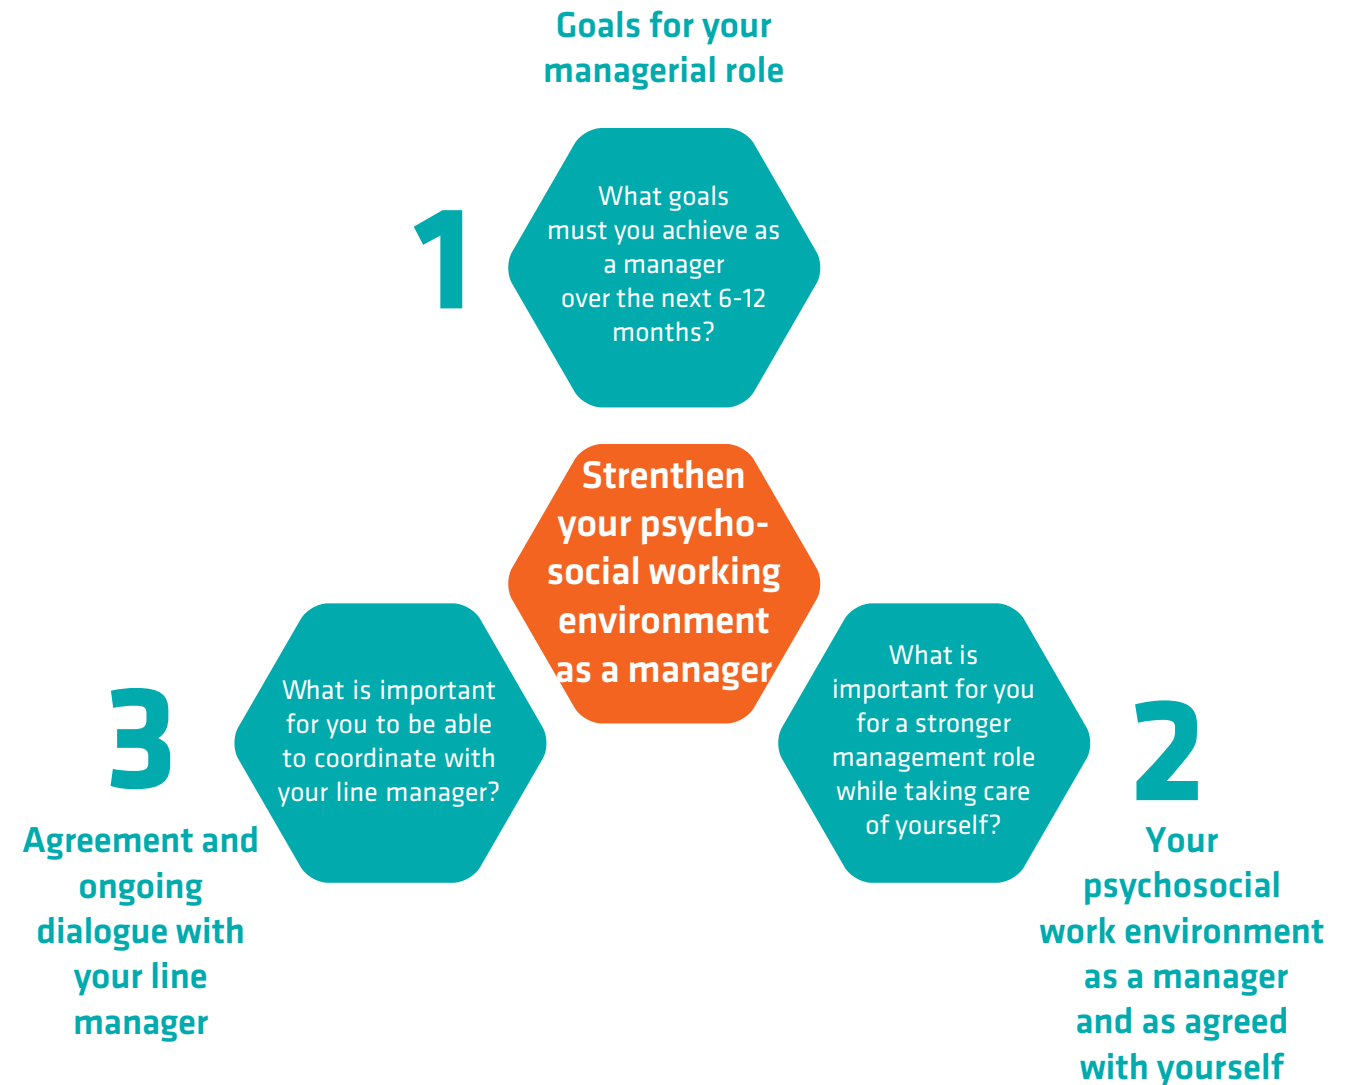 Goals for your
managerial role
1
What goals
must you achieve as
a manager
over the next 6-12
months?
Strenthen
your psycho-
social working
environment
as a manager
What is
important for you
for a stronger
management role
while taking care
of yourself?
2
Your
psychosocial
work environment
as a manager
and as agreed
with yourself
What is important
for you to be able
to coordinate with
your line manager?
3
Agreement and
ongoing
dialogue with
your line
manager